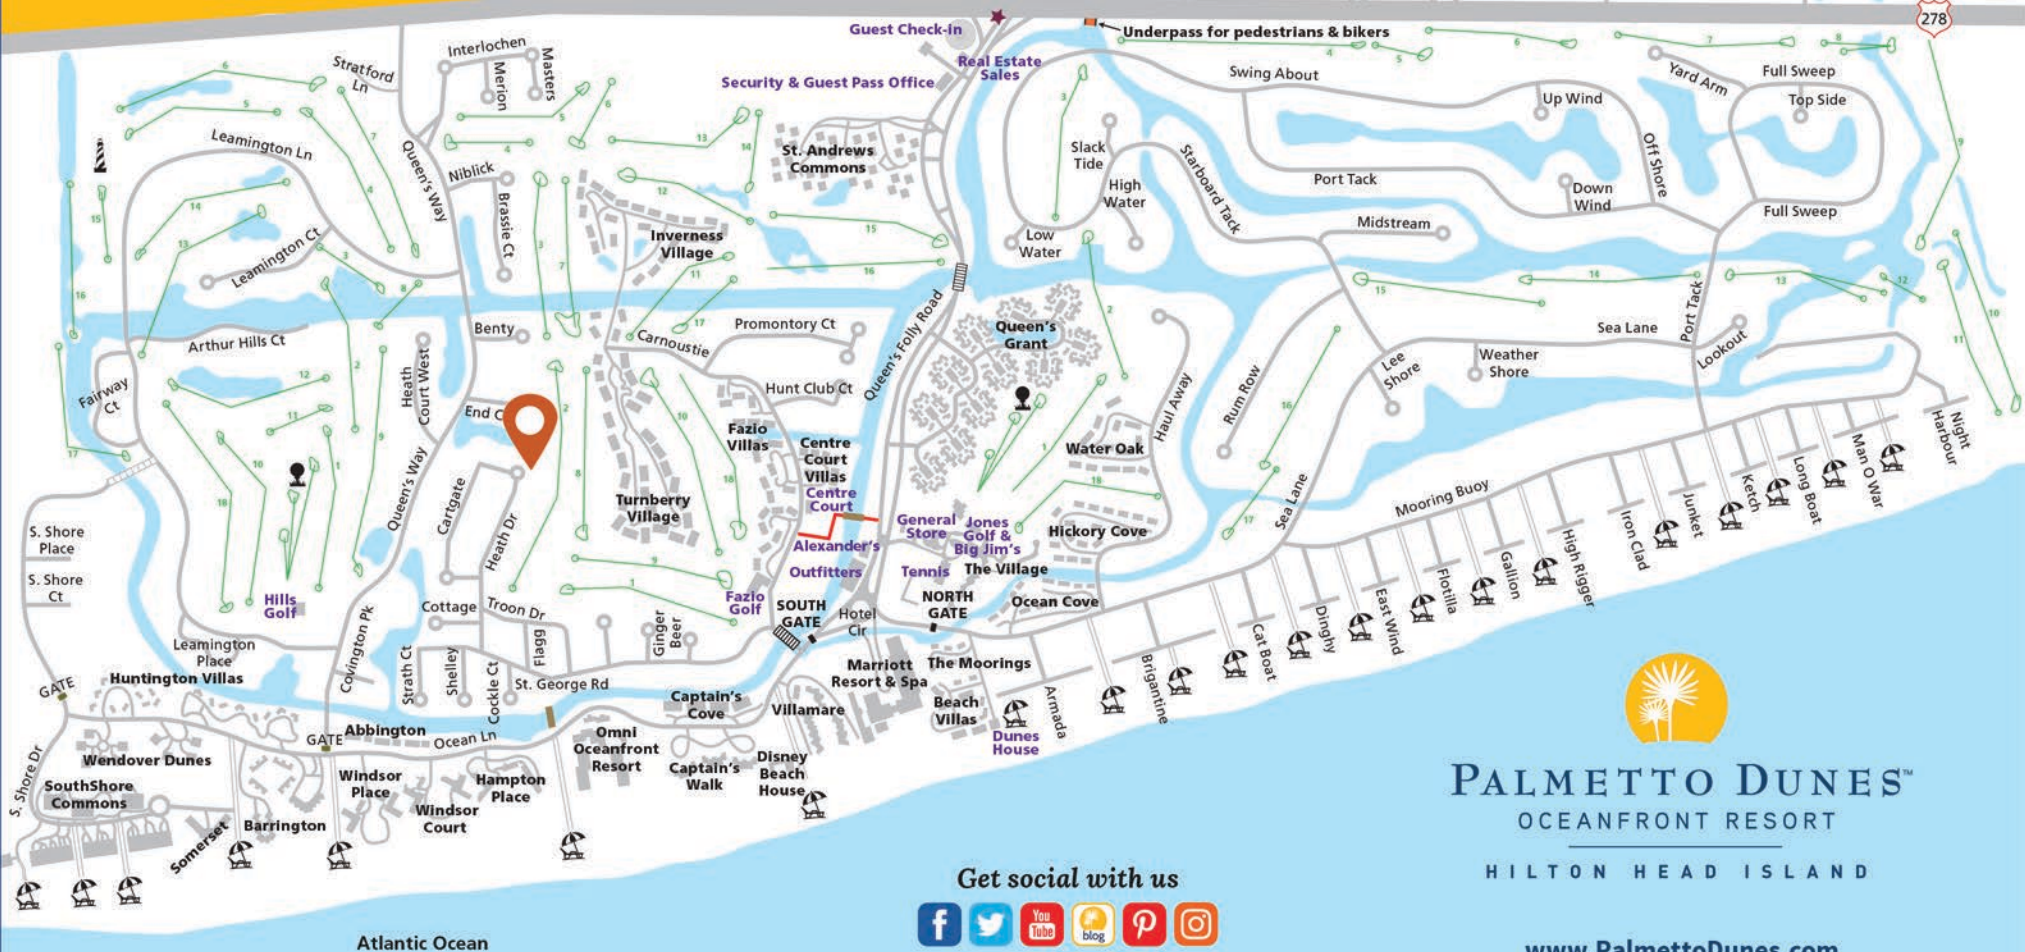 278
Guest Check-in
Underpass for pedestrians & bikers
Real Estate
Sales
Security & Guest Pass Office
Interlochen
Stratford
Ln
Merion
Masters
Swing About
Yard Arm
Full Sweep
Top Side
Up Wind
Off Shore
Leamington Ln
Queen's Way
Niblick
Brassie Ct
St. Andrews
Commons
Slack
Tide
High
Water
Starboard Tack
Port Tack
Down
Wind
Full Sweep
Midstream
Low
Water
Inverness
Village
Leamington Ct
Arthur Hills Ct
Benty
Carnoustie
Promontory Ct
Queen's Folly Road
Queen's
Grant
Port Tack
Sea Lane
Lookout
Weather
Shore
Lee
Shore
Rum Row
Haul Away
Fairway
Ct
Heath
Court West
End C
Hunt Club Ct
Fazio
Villas
Centre
Court
Villas
Centre
Court
Water Oak
Night
Harbour
Man O War
Long Boat
Ketch
Junket
Iron Clad
High Rigger
Gallion
Flotilla
East Wind
Dinghy
Cat Boat
Brigantine
Armada
Mooring Buoy
Sea Lane
Queen's Way
Cartgate
Heath Dr
Turnberry
Village
General
Store
Jones
Golf &
Big Jim's
Hickory Cove
Alexander's
Outfitters
Tennis
The Village
S. Shore
Place
S. Shore
Ct
Hills
Golf
Cottage
Troon Dr
Fazio
Golf
SOUTH
GATE
Hotel
Cir
NORTH
GATE
Ocean Cove
Leamington
Place
Covington Pk
Strath Ct
Shelley
Cockle Ct
Flagg
Ginger
Beer
St. George Rd
GATE
Huntington Villas
Marriott
Resort & Spa
The Moorings
Captain's
Cove
Villamare
Beach
Villas
Dunes
House
GATE
Abbington
Ocean Ln
Omni
Oceanfront
Resort
Captain's
Walk
Disney
Beach
House
S. Shore Dr
Wendover Dunes
SouthShore
Commons
Windsor
Place
Hampton
Place
Windsor
Court
Barrington
Somerset
Atlantic Ocean
Get social with us
You
Tube
blog
PALMETTO DUNES™
OCEANFRONT RESORT
HILTON HEAD ISLAND
www.PalmettoDunes.com